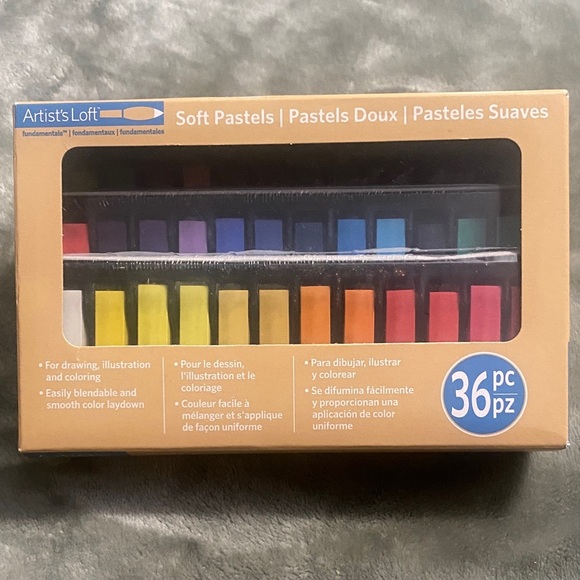 Artist's Loft™
fundamentals™ | fondamentaux | fundamentales
Soft Pastels | Pastels Doux | Pasteles Suaves
• For drawing, illustration
and coloring
• Easily blendable and
smooth color laydown
• Pour le dessin,
l'illustration et le
coloriage
• Couleur facile à
mélanger et s'applique
de façon uniforme
• Para dibujar, ilustrar
y colorear
• Se difumina fácilmente
y proporcionan una
aplicación de color
uniforme
36 pc
pz